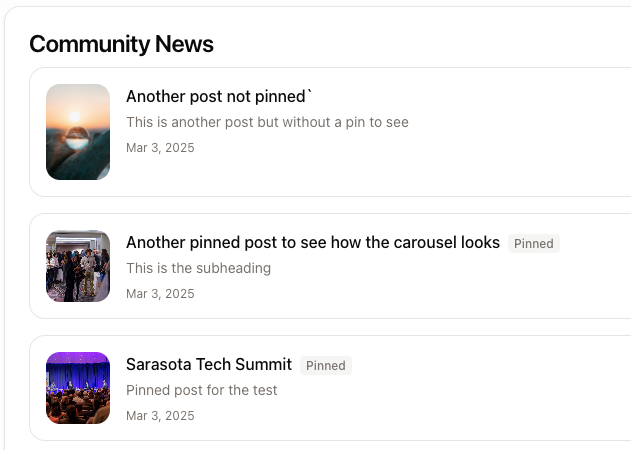 Community News
Another post not pinned`
This is another post but without a pin to see
Mar 3, 2025
Another pinned post to see how the carousel looks Pinned
This is the subheading
Mar 3, 2025
Sarasota Tech Summit Pinned
Pinned post for the test
Mar 3, 2025